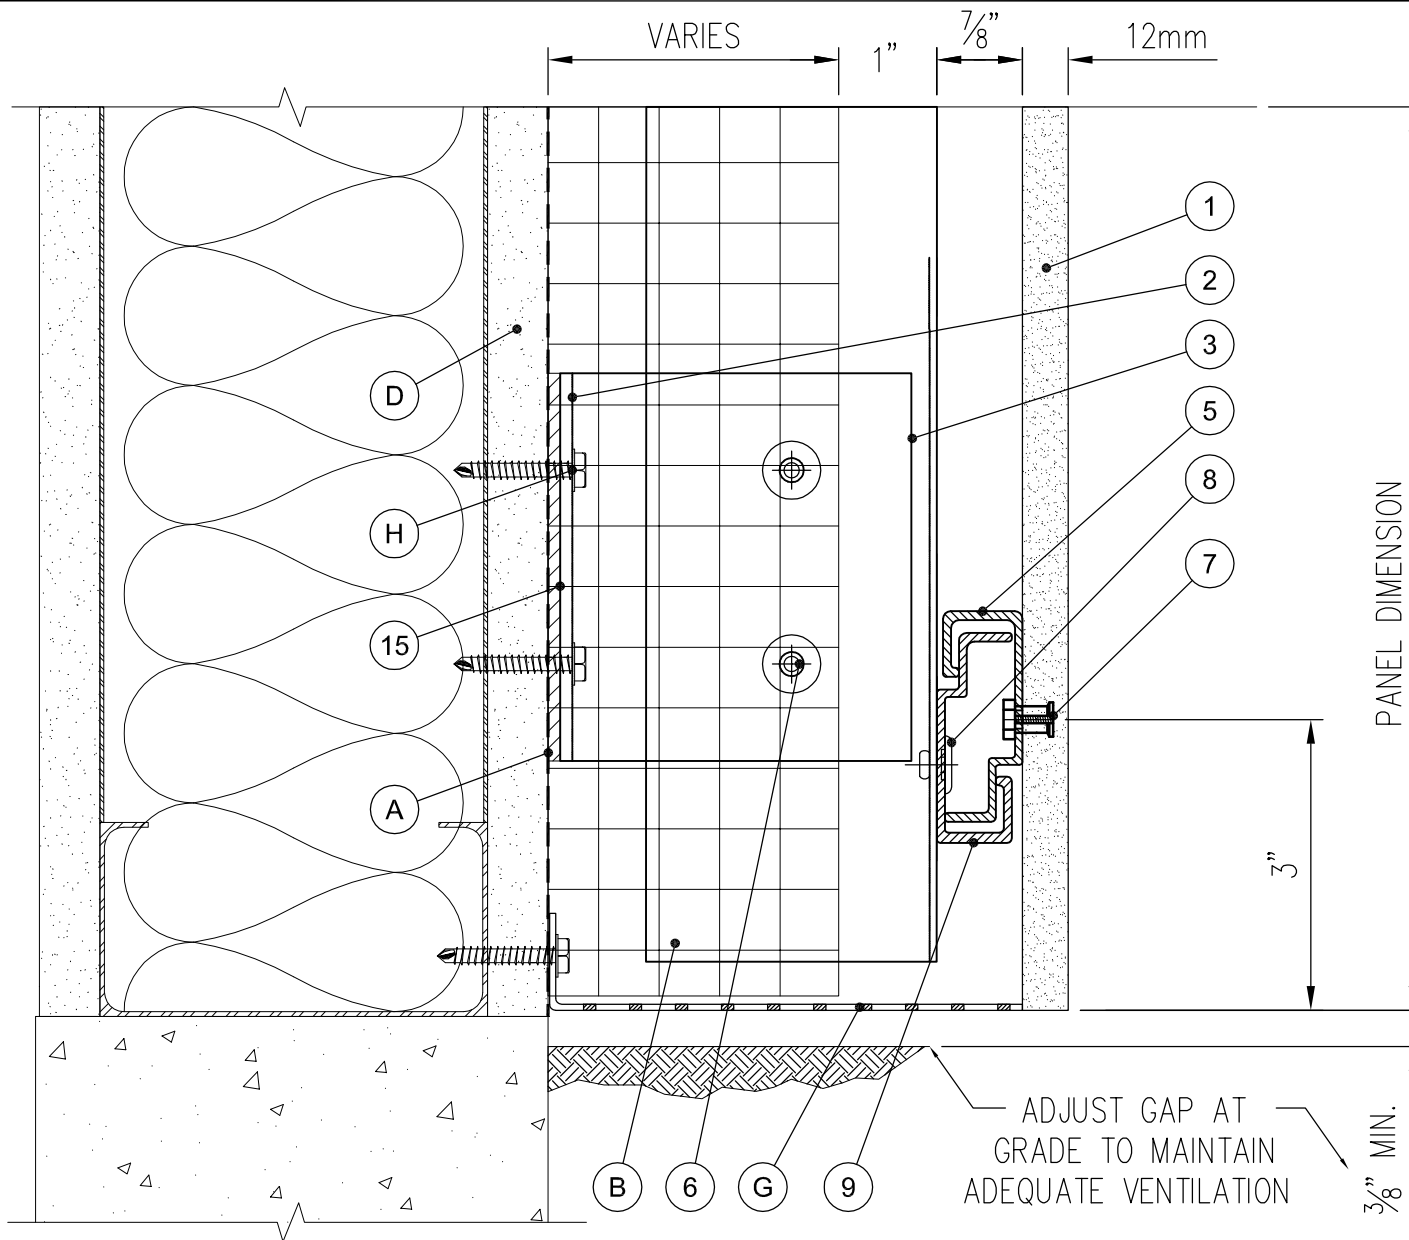 VARIES
1”
7/8”
12mm
1
2
3
5
8
7
D
H
15
A
PANEL DIMENSION
3”
ADJUST GAP AT
GRADE TO MAINTAIN
ADEQUATE VENTILATION
3/8” MIN.
B
6
G
9